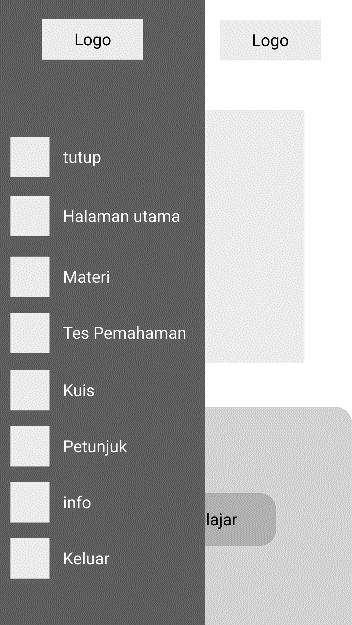 Logo
Logo
tutup
Halaman utama
Materi
Tes Pemahaman
Kuis
Petunjuk
lajar
info
Keluar